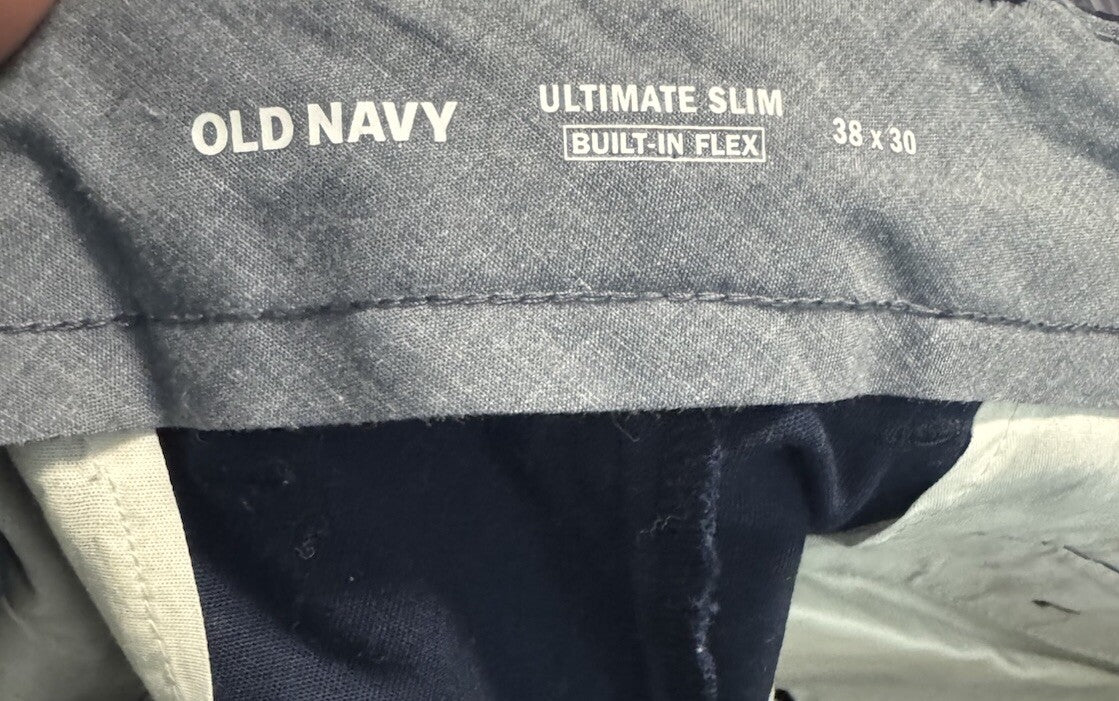 OLD NAVY
ULTIMATE SLIM
BUILT-IN FLEX
38 x 30